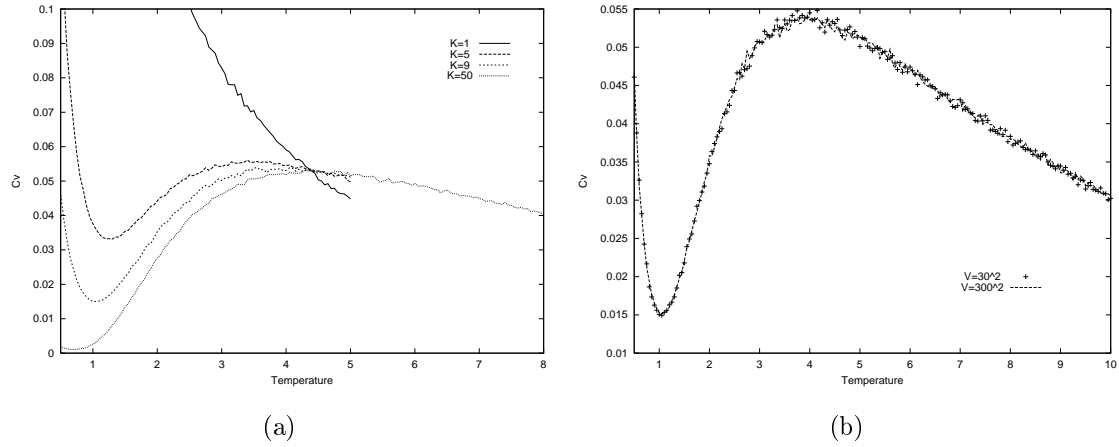 0.1
0.09
0.08
0.07
0.06
0.05
0.04
0.03
0.02
0.01
0
Cv
K=1
K=5
K=9
K=50
1 2 3 4 5 6 7 8
Temperature
(a)
0.055
0.05
0.045
0.04
0.035
0.03
0.025
0.02
0.015
0.01
Cv
V=30^2
V=300^2
1 2 3 4 5 6 7 8 9 10
Temperature
(b)